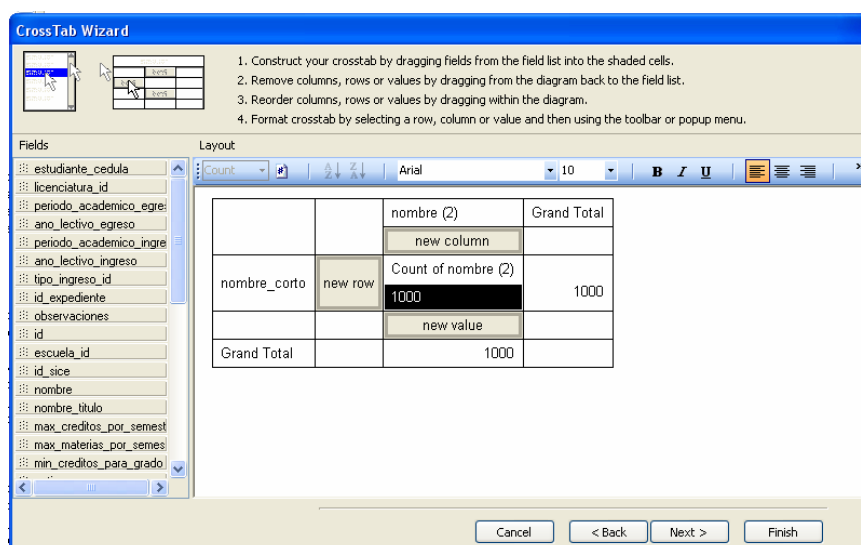 CrossTab Wizard
1. Construct your crosstab by dragging fields from the field list into the shaded cells.
2. Remove columns, rows or values by dragging from the diagram back to the field list.
3. Reorder columns, rows or values by dragging within the diagram.
4. Format crosstab by selecting a row, column or value and then using the toolbar or popup menu.
Fields
Layout
estudiante_cedula
licenciatura_id
periodo_academico_egre
ano_lectivo_egreso
periodo_academico_ingre
ano_lectivo_ingreso
tipo_ingreso_id
id_expediente
observaciones
id
escuela_id
id_sice
nombre
nombre_titulo
max_creditos_por_semest
max_materias_por_semes
min_creditos_para_grado
Count
Arial
10
B I U
nombre (2)
Grand Total
new column
nombre_corto
new row
Count of nombre (2)
1000
1000
new value
Grand Total
1000
Cancel
< Back
Next >
Finish